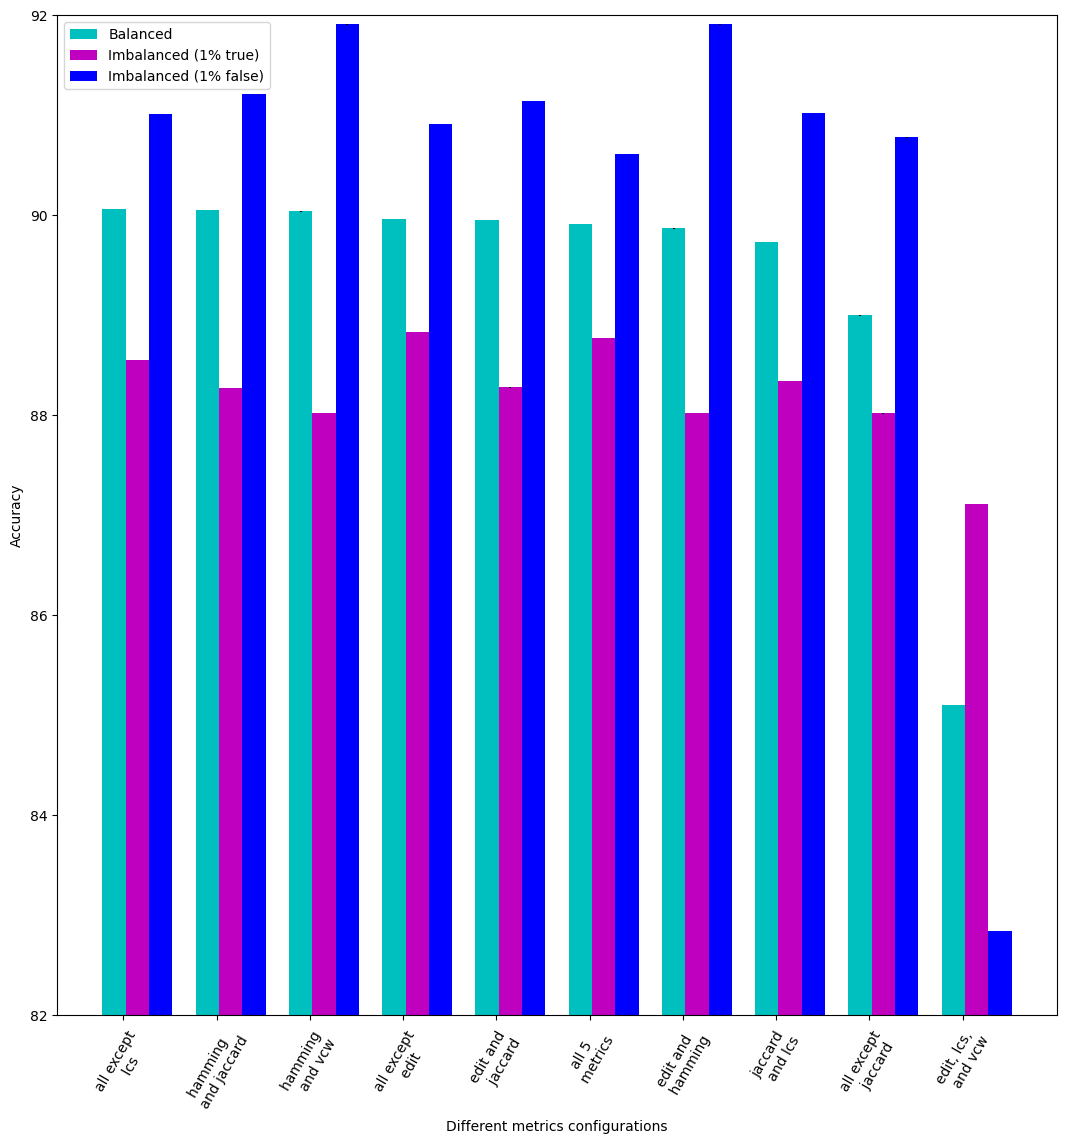 92
90
88
86
84
82
Accuracy
Balanced
Imbalanced (1% true)
Imbalanced (1% false)
all except
lcs
hamming
and jaccard
hamming
and vcw
all except
edit
edit and
jaccard
all 5
metrics
edit and
hamming
jaccard
and lcs
all except
jaccard
edit, lcs,
and vcw
Different metrics configurations